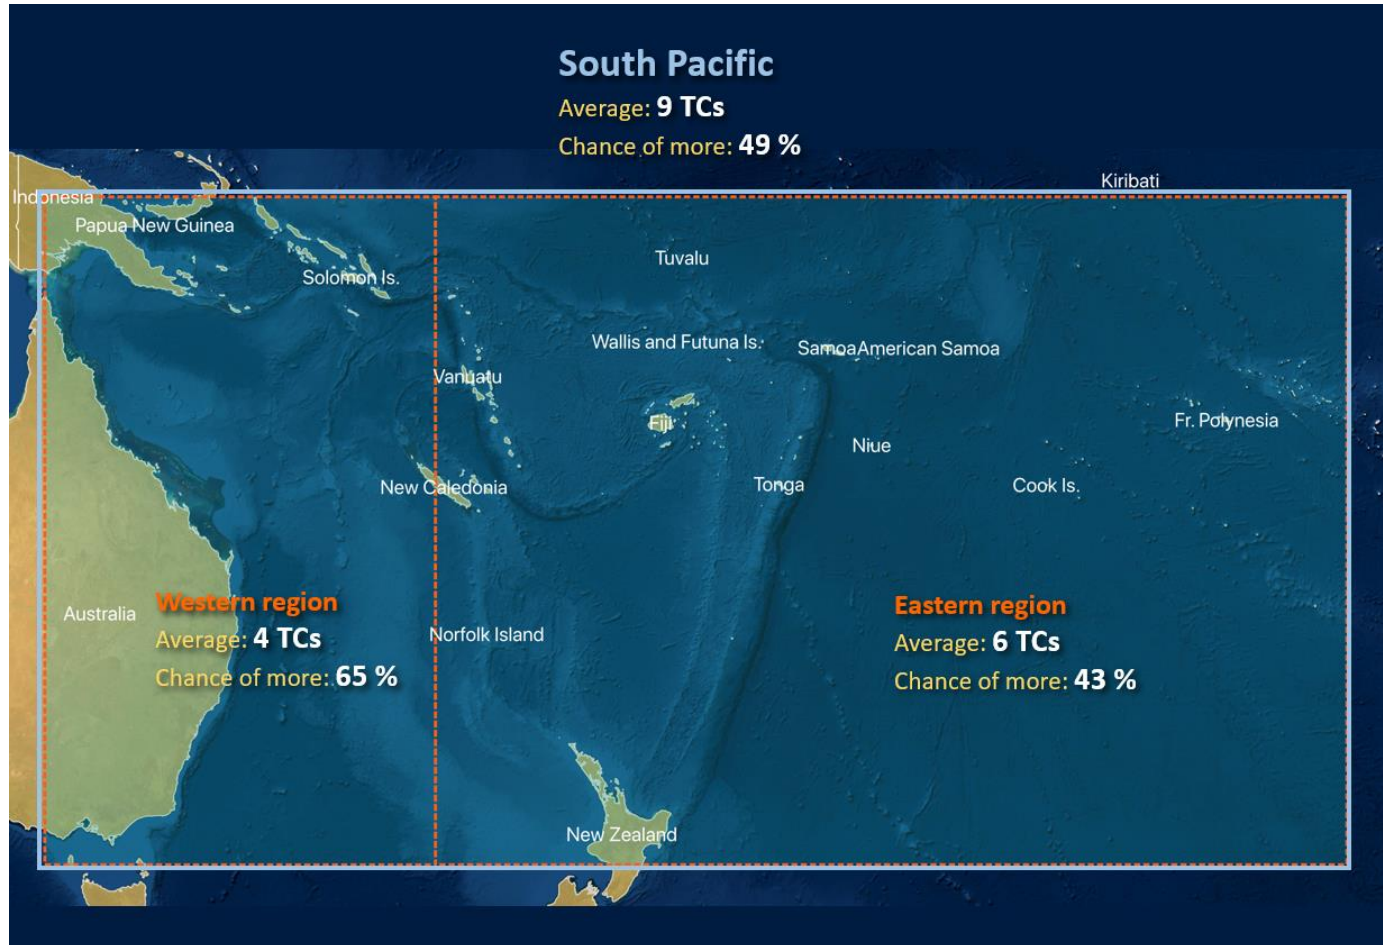 South Pacific
Average: 9 TCs
Chance of more: 49 %
Kiribati
Indonesia
Papua New Guinea
Tuvalu
Solomon Is.
Wallis and Futuna Is.
Samoa
American Samoa
Vanuatu
Fiji
Fr. Polynesia
Niue
New Caledonia
Tonga
Cook Is.
Western region
Average: 4 TCs
Chance of more: 65 %
Australia
Norfolk Island
Eastern region
Average: 6 TCs
Chance of more: 43 %
New Zealand